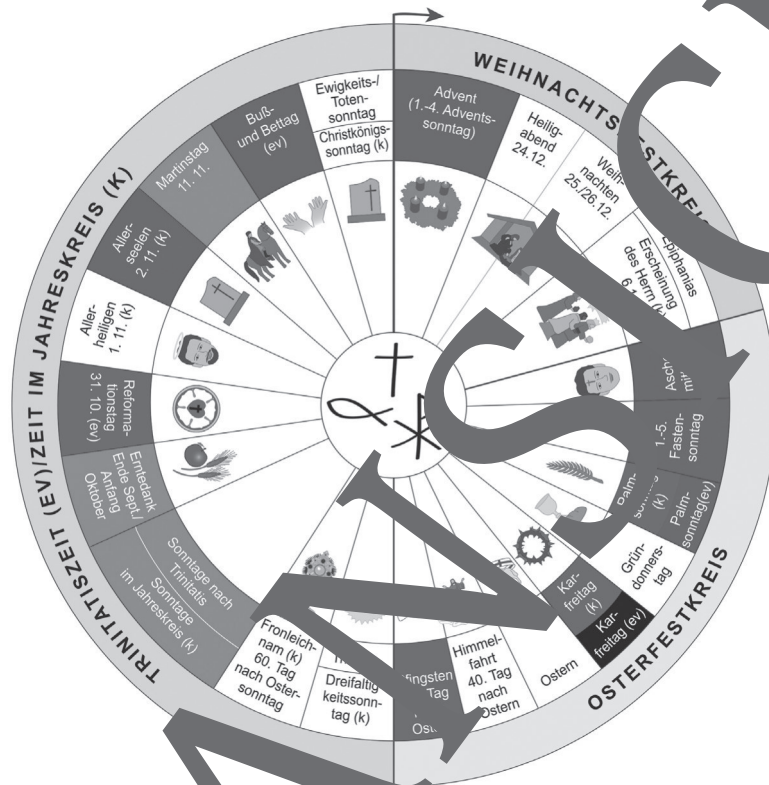 WEIHNACHTSFESTKREIS
Advent
(1.-4. Advents-
sonntag)
Heilig-
abend
24.12.
Weih-
nachten
25./26.12.
Epiphanias
Erscheinung
des Herrn
Fasten-
sonntag
1.-5.
Palm-
(k)
Palm-
sonntag(ev)
Grün-
donners-
tag
Kar-
freitag
(k)
Kar-
freitag (ev)
OSTERFESTKREIS
Ostern
Himmel-
fahrt
40. Tag
nach
Ostern
Tag
Dreifaltig
keitssonn-
tag (k)
Fronleich-
nam (k)
60. Tag
nach Oster-
sonntag
Sonntage nach
Trinitatis
Sonntage
im Jahreskreis (k)
Erntedank
Ende Sept./
Anfang
Oktober
Reforma-
tionstag
31. 10. (ev)
Aller-
heiligen
1. 11. (k)
Aller-
seelen
2. 11. (k)
Martinstag
11. 11.
Buß-
und Bettag
(ev)
Ewigkeits-/
Toten-
sonntag
Christkönigs-
sonntag (k)
TRINITATISZEIT (EV)/ZEIT IM JAHRESKREIS (K)